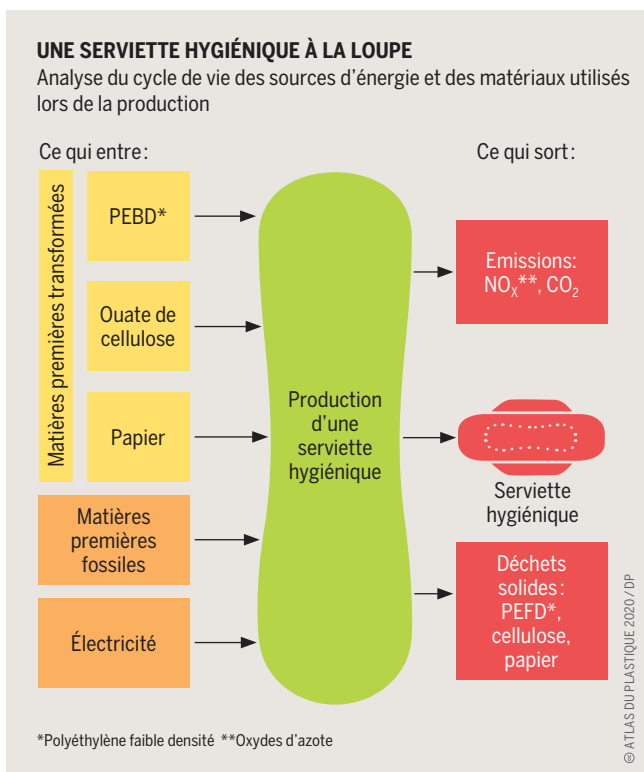 UNE SERVIETTE HYGIÉNIQUE À LA LOUPE
Analyse du cycle de vie des sources d'énergie et des matériaux utilisés
lors de la production
Ce qui entre :
Ce qui sort :
Matières premières transformées
PEBD*
Ouate de
cellulose
Papier
Matières
premières
fossiles
Électricité
Production
d'une
serviette
hygiénique
Emissions:
NOX**, CO2
Serviette
hygiénique
Déchets
solides :
PEFD*,
cellulose,
papier
*Polyéthylène faible densité **Oxydes d'azote
ATLAS DU PLASTIQUE 2020 / DP